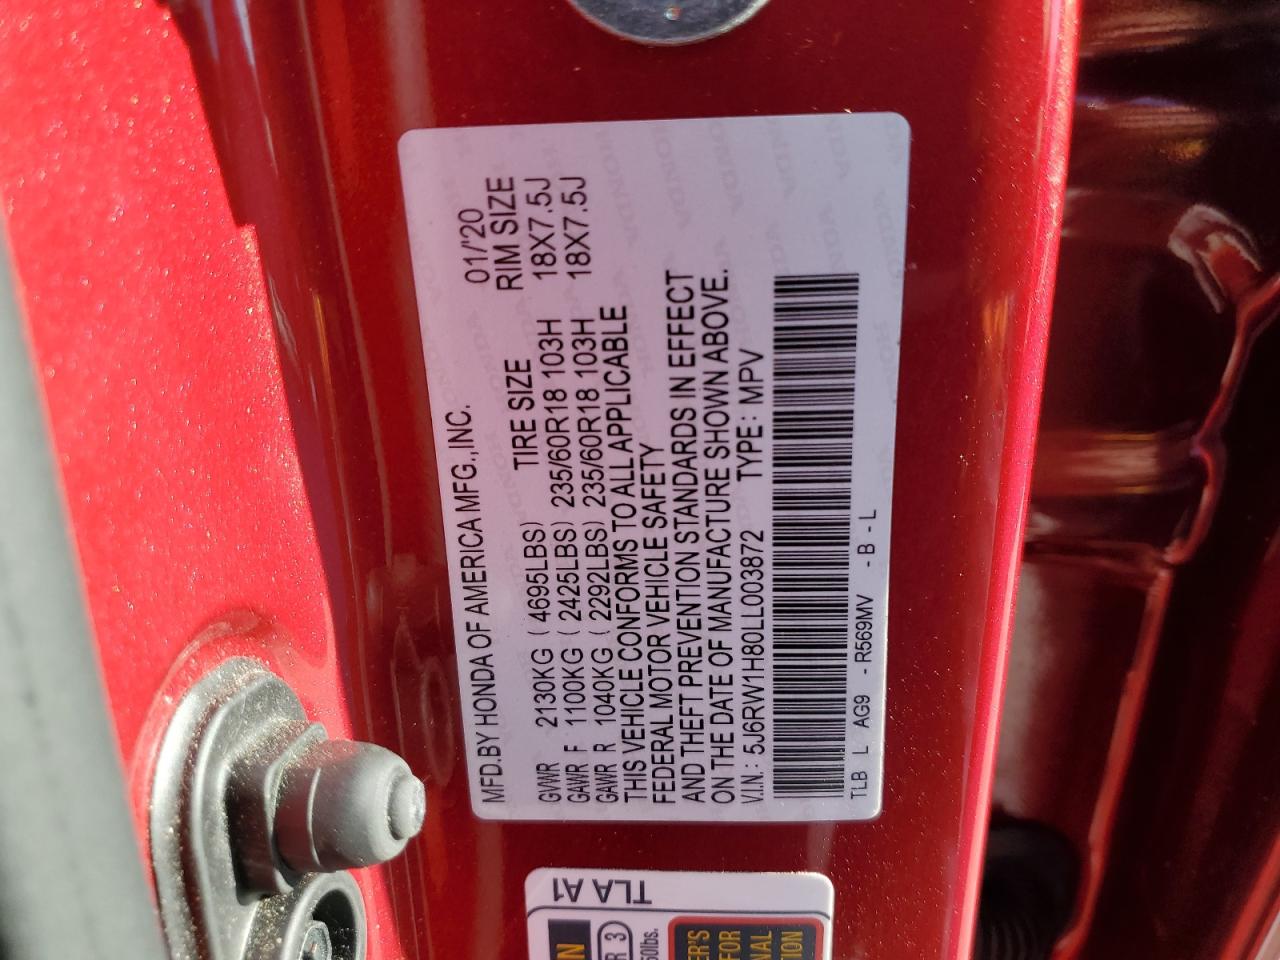 MFD.BY HONDA OF AMERICA MFG.,INC. 01/'20
TIRE SIZE RIM SIZE
GVWR 2130KG ( 4695LBS)
GAWR F 1100KG ( 2425LBS) 235/60R18 103H 18X7.5J
GAWR R 1040KG ( 2292LBS) 235/60R18 103H 18X7.5J
THIS VEHICLE CONFORMS TO ALL APPLICABLE
FEDERAL MOTOR VEHICLE SAFETY
AND THEFT PREVENTION STANDARDS IN EFFECT
ON THE DATE OF MANUFACTURE SHOWN ABOVE.
V.I.N.: 5J6RW1H80LL003872 TYPE: MPV
TLB L AG9 - R569MV - B - L
TLA A1